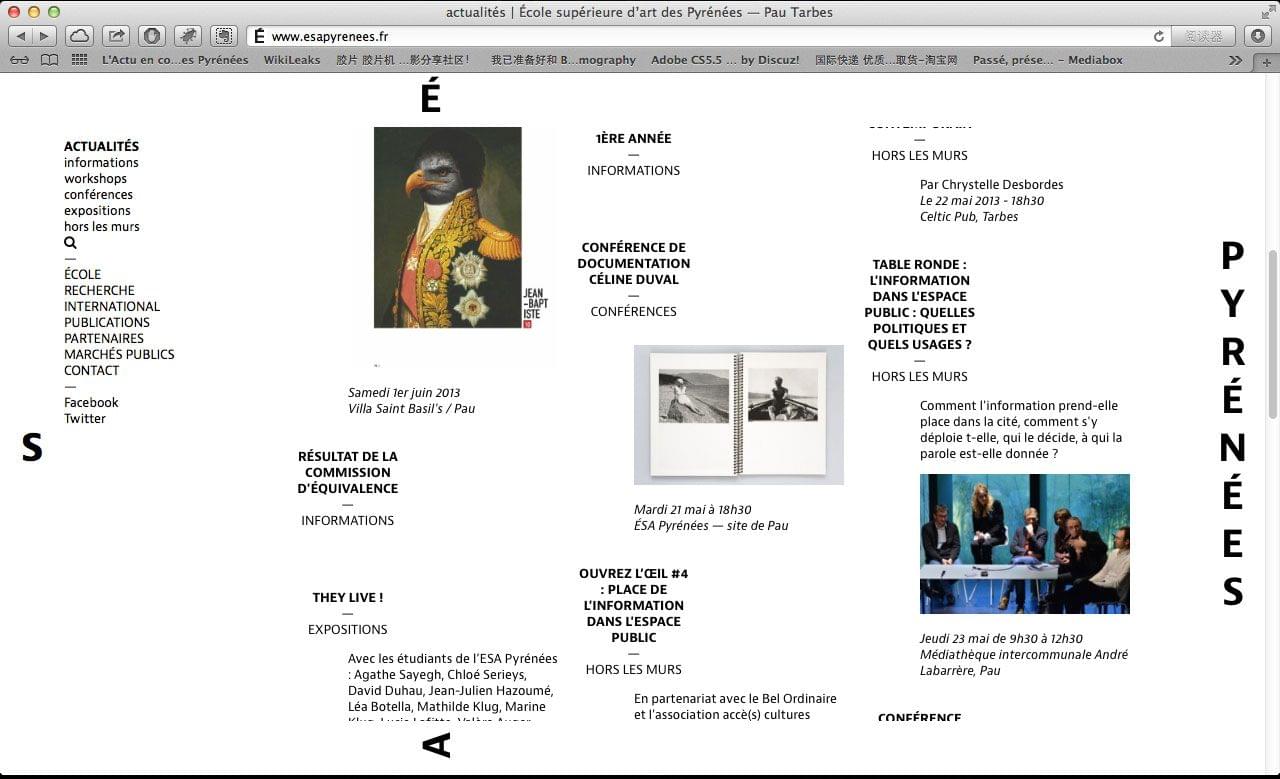 actualités | École supérieure d'art des Pyrénées — Pau Tarbes
É www.esapyrenees.fr
阅读器
L'Actu en co...es Pyrénées WikiLeaks 胶片 胶片机 ...影分享社区! 我已准备好和 B...mography Adobe CS5.5 ... by Discuz! 国际快递 优质...取货-淘宝网 Passé, prése... – Mediabox
É
ACTUALITÉS
informations
workshops
conférences
expositions
hors les murs
—
ÉCOLE
RECHERCHE
INTERNATIONAL
PUBLICATIONS
PARTENAIRES
MARCHÉS PUBLICS
CONTACT
—
Facebook
Twitter
S
JEAN
-BAPT
ISTE
Samedi 1er juin 2013
Villa Saint Basil's / Pau
RÉSULTAT DE LA
COMMISSION
D'ÉQUIVALENCE
—
INFORMATIONS
THEY LIVE !
—
EXPOSITIONS
Avec les étudiants de l'ESA Pyrénées
: Agathe Sayegh, Chloé Serieys,
David Duhau, Jean-Julien Hazoumé,
Léa Botella, Mathilde Klug, Marine
Klug, Lucie Lafitte, Valère Auger
1ÈRE ANNÉE
—
INFORMATIONS
CONFÉRENCE DE
DOCUMENTATION
CÉLINE DUVAL
—
CONFÉRENCES
Mardi 21 mai à 18h30
ÉSA Pyrénées — site de Pau
OUVREZ L'ŒIL #4
: PLACE DE
L'INFORMATION
DANS L'ESPACE
PUBLIC
—
HORS LES MURS
En partenariat avec le Bel Ordinaire
et l'association accè(s) cultures
CONTEMPORAIN
—
HORS LES MURS
Par Chrystelle Desbordes
Le 22 mai 2013 - 18h30
Celtic Pub, Tarbes
TABLE RONDE :
L'INFORMATION
DANS L'ESPACE
PUBLIC : QUELLES
POLITIQUES ET
QUELS USAGES ?
—
HORS LES MURS
Comment l'information prend-elle
place dans la cité, comment s'y
déploie t-elle, qui le décide, à qui la
parole est-elle donnée ?
Jeudi 23 mai de 9h30 à 12h30
Médiathèque intercommunale André
Labarrère, Pau
CONFÉRENCE
PYRÉNÉES
A